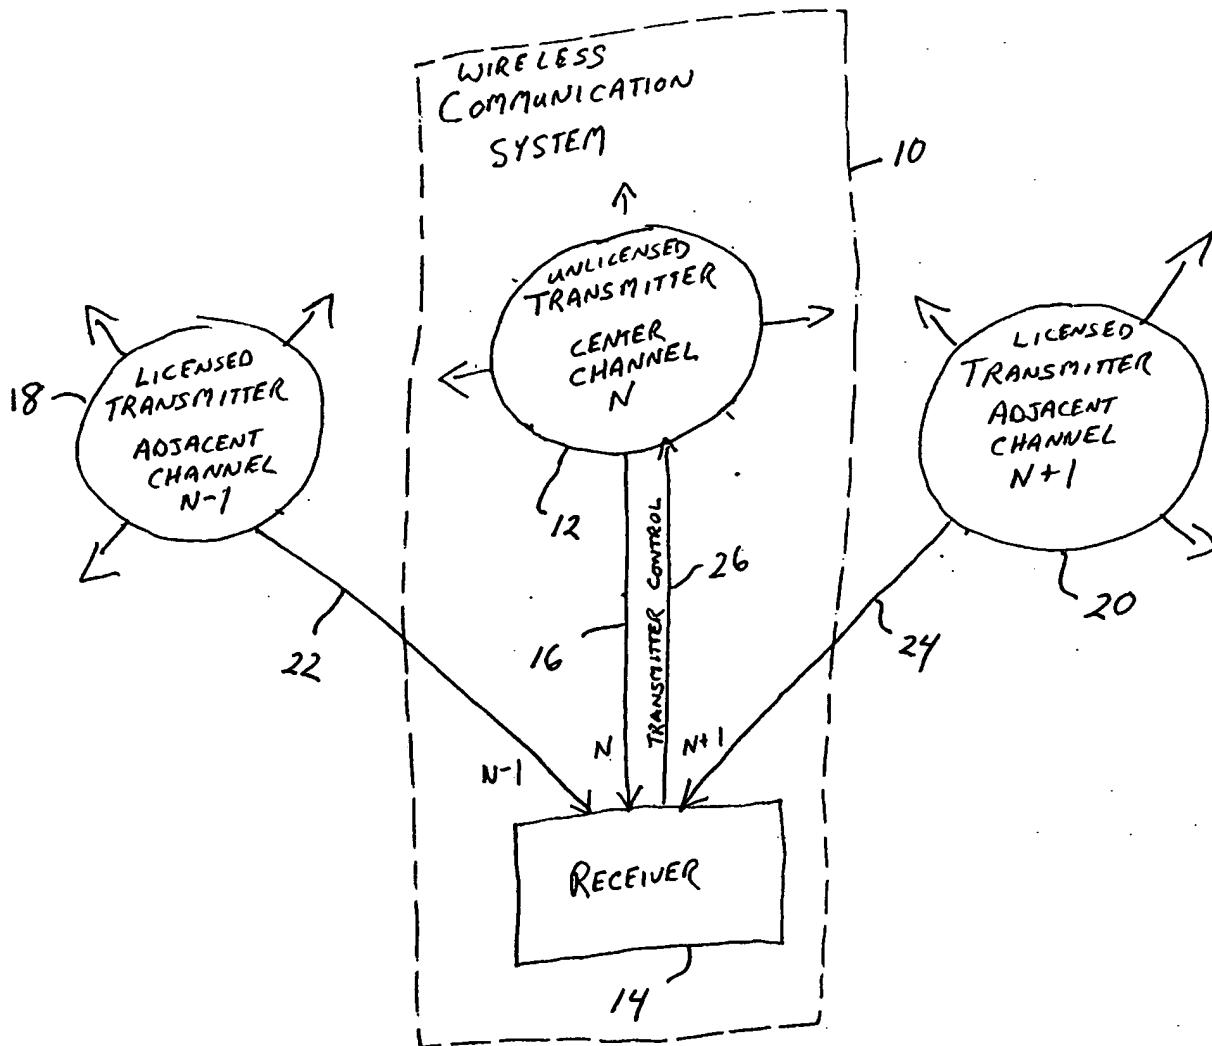 WIRELESS
COMMUNICATION
SYSTEM
10
UNLICENSED
TRANSMITTER
CENTER
CHANNEL
N
12
18
LICENSED
TRANSMITTER
ADJACENT
CHANNEL
N-1
LICENSED
TRANSMITTER
ADJACENT
CHANNEL
N+1
20
22
16
TRANSMITTER CONTROL
26
24
N-1
N
N+1
RECEIVER
14